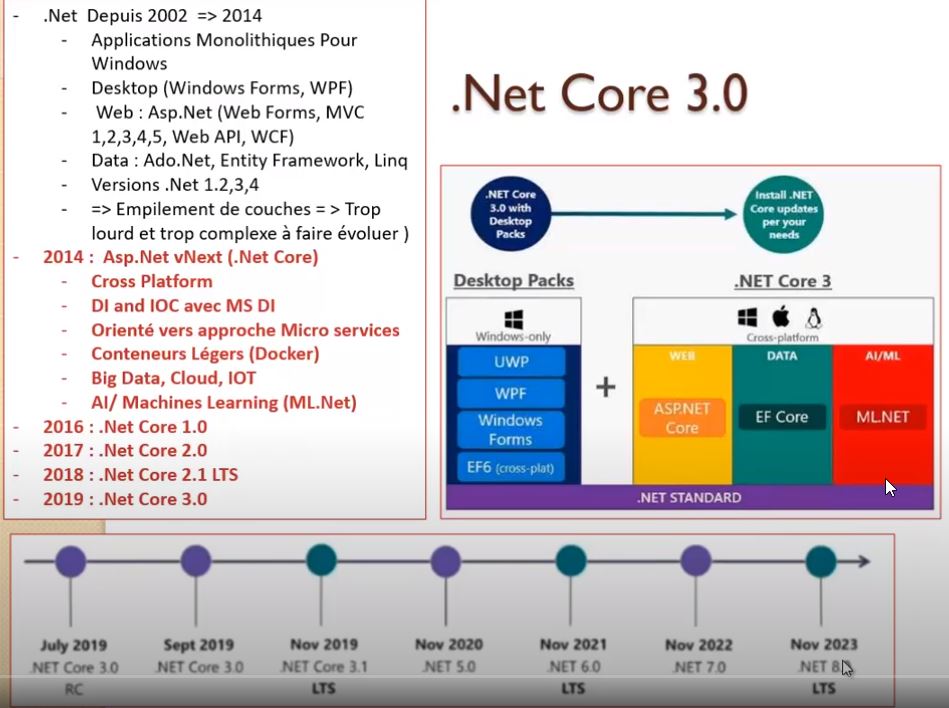 - .Net Depuis 2002 => 2014
- Applications Monolithiques Pour
Windows
- Desktop (Windows Forms, WPF)
- Web : Asp.Net (Web Forms, MVC
1,2,3,4,5, Web API, WCF)
- Data : Ado.Net, Entity Framework, Linq
- Versions .Net 1.2,3,4
- => Empilement de couches = > Trop
lourd et trop complexe à faire évoluer )
- 2014 : Asp.Net vNext (.Net Core)
- Cross Platform
- DI and IOC avec MS DI
- Orienté vers approche Micro services
- Conteneurs Légers (Docker)
- Big Data, Cloud, IOT
- AI/ Machines Learning (ML.Net)
- 2016 : .Net Core 1.0
- 2017 : .Net Core 2.0
- 2018 : .Net Core 2.1 LTS
- 2019 : .Net Core 3.0
.Net Core 3.0
.NET Core
3.0 with
Desktop
Packs
Install .NET
Core updates
per your
needs
Desktop Packs
Windows-only
UWP
WPF
Windows
Forms
EF6 (cross-plat)
+
.NET Core 3
Cross-platform
WEB
ASP.NET
Core
DATA
EF Core
AI/ML
ML.NET
.NET STANDARD
July 2019
.NET Core 3.0
RC
Sept 2019
.NET Core 3.0
Nov 2019
.NET Core 3.1
LTS
Nov 2020
.NET 5.0
Nov 2021
.NET 6.0
LTS
Nov 2022
.NET 7.0
Nov 2023
.NET 8.
LTS